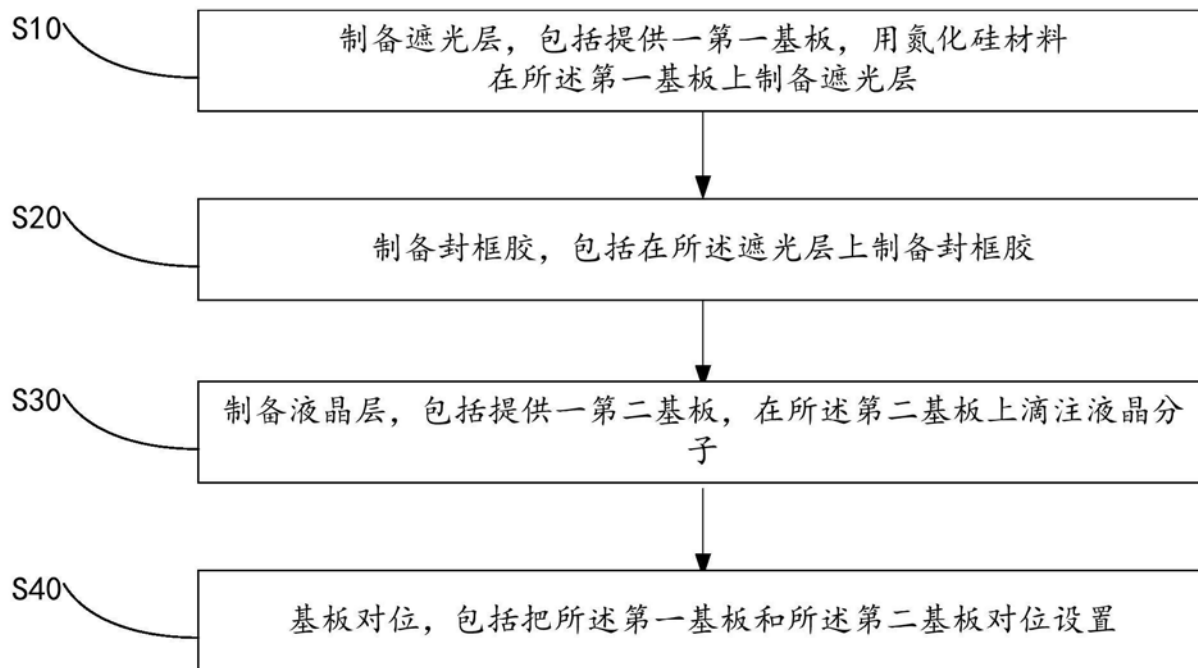 S10
制备遮光层，包括提供一第一基板，用氮化硅材料
在所述第一基板上制备遮光层
S20
制备封框胶，包括在所述遮光层上制备封框胶
S30
制备液晶层，包括提供一第二基板，在所述第二基板上滴注液晶分
子
S40
基板对位，包括把所述第一基板和所述第二基板对位设置